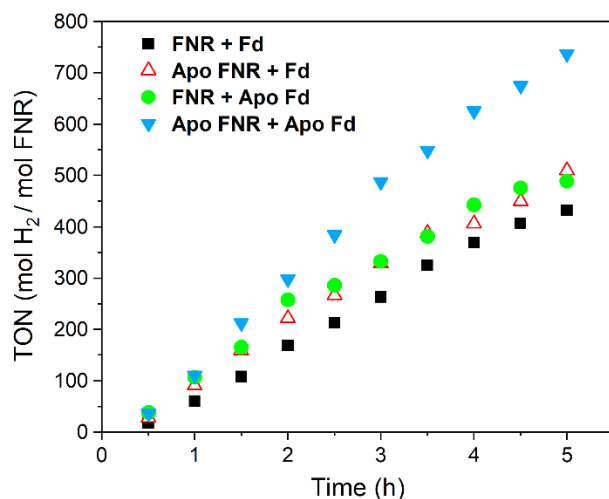 800
700
600
500
400
300
200
100
0
TON (mol H₂ / mol FNR)
FNR + Fd
Apo FNR + Fd
FNR + Apo Fd
Apo FNR + Apo Fd
0 1 2 3 4 5
Time (h)